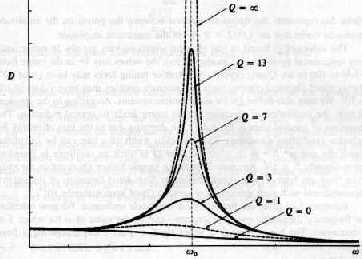 Q = ∞
D
Q = 13
Q = 7
Q = 3
Q = 1
Q = 0
ω₀
ω